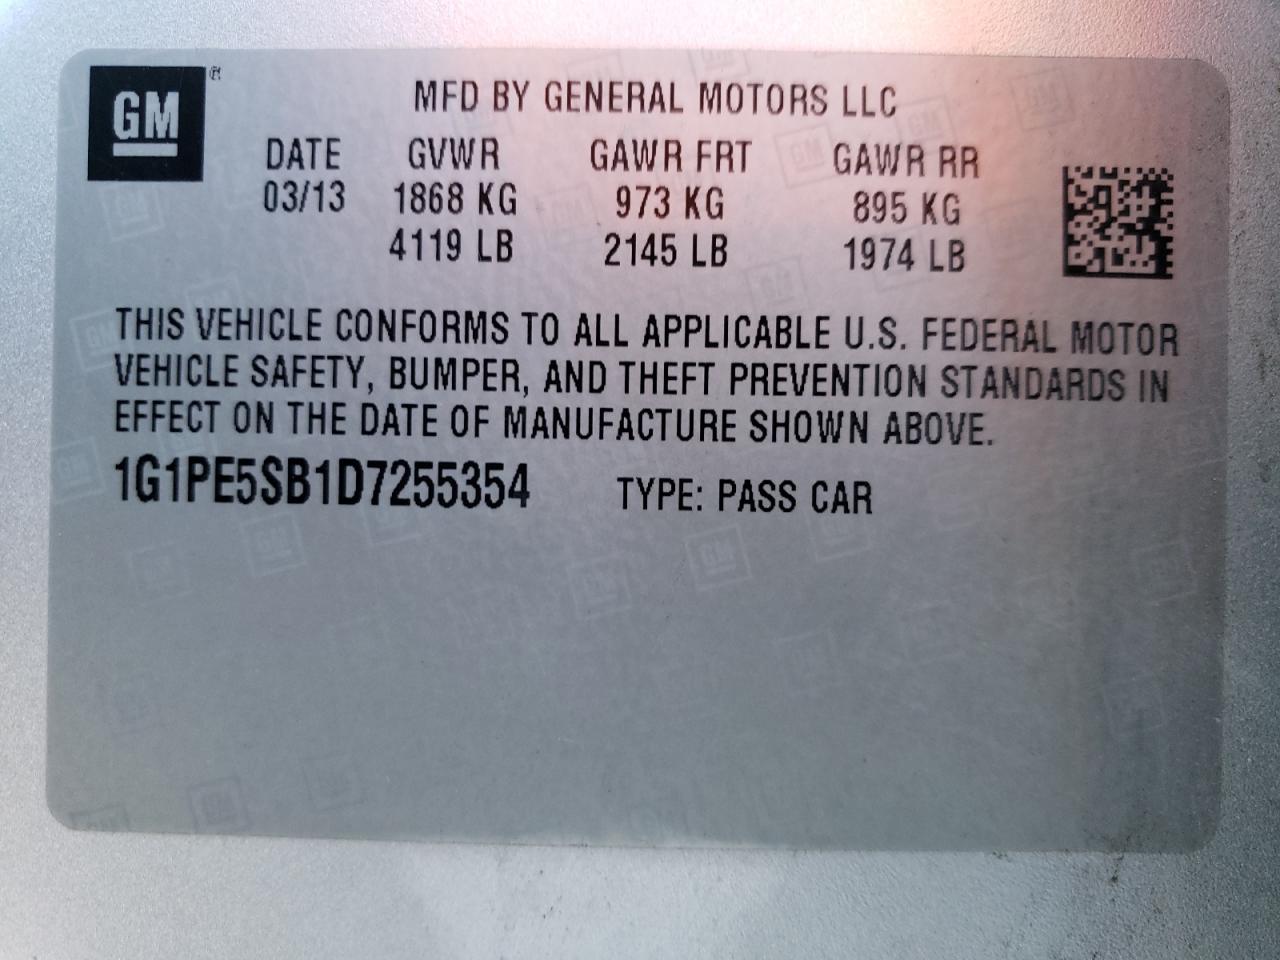 GM®
MFD BY GENERAL MOTORS LLC
DATE GVWR GAWR FRT GAWR RR
03/13 1868 KG 973 KG 895 KG
4119 LB 2145 LB 1974 LB
THIS VEHICLE CONFORMS TO ALL APPLICABLE U.S. FEDERAL MOTOR
VEHICLE SAFETY, BUMPER, AND THEFT PREVENTION STANDARDS IN
EFFECT ON THE DATE OF MANUFACTURE SHOWN ABOVE.
1G1PE5SB1D7255354 TYPE: PASS CAR